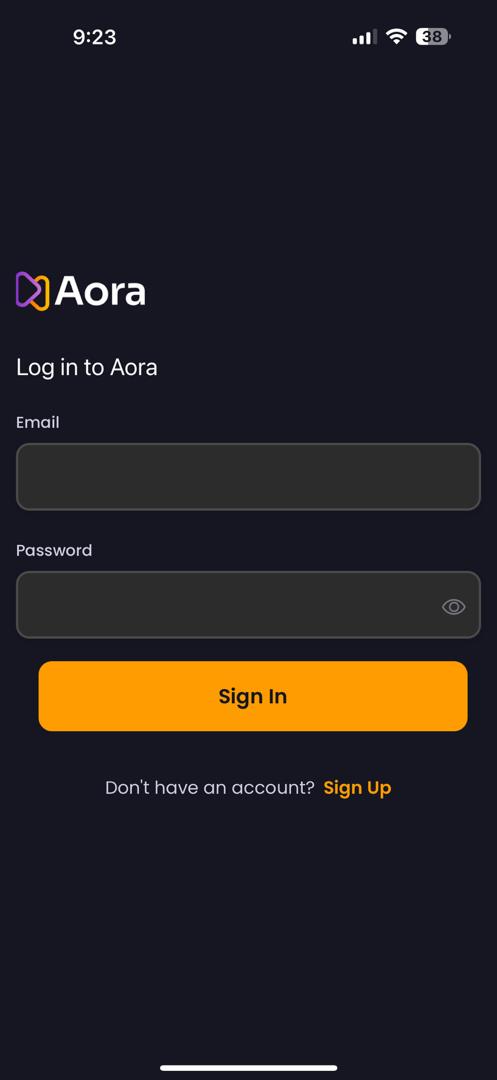 9:23
38
Aora
Log in to Aora
Email
Password
Sign In
Don't have an account? Sign Up